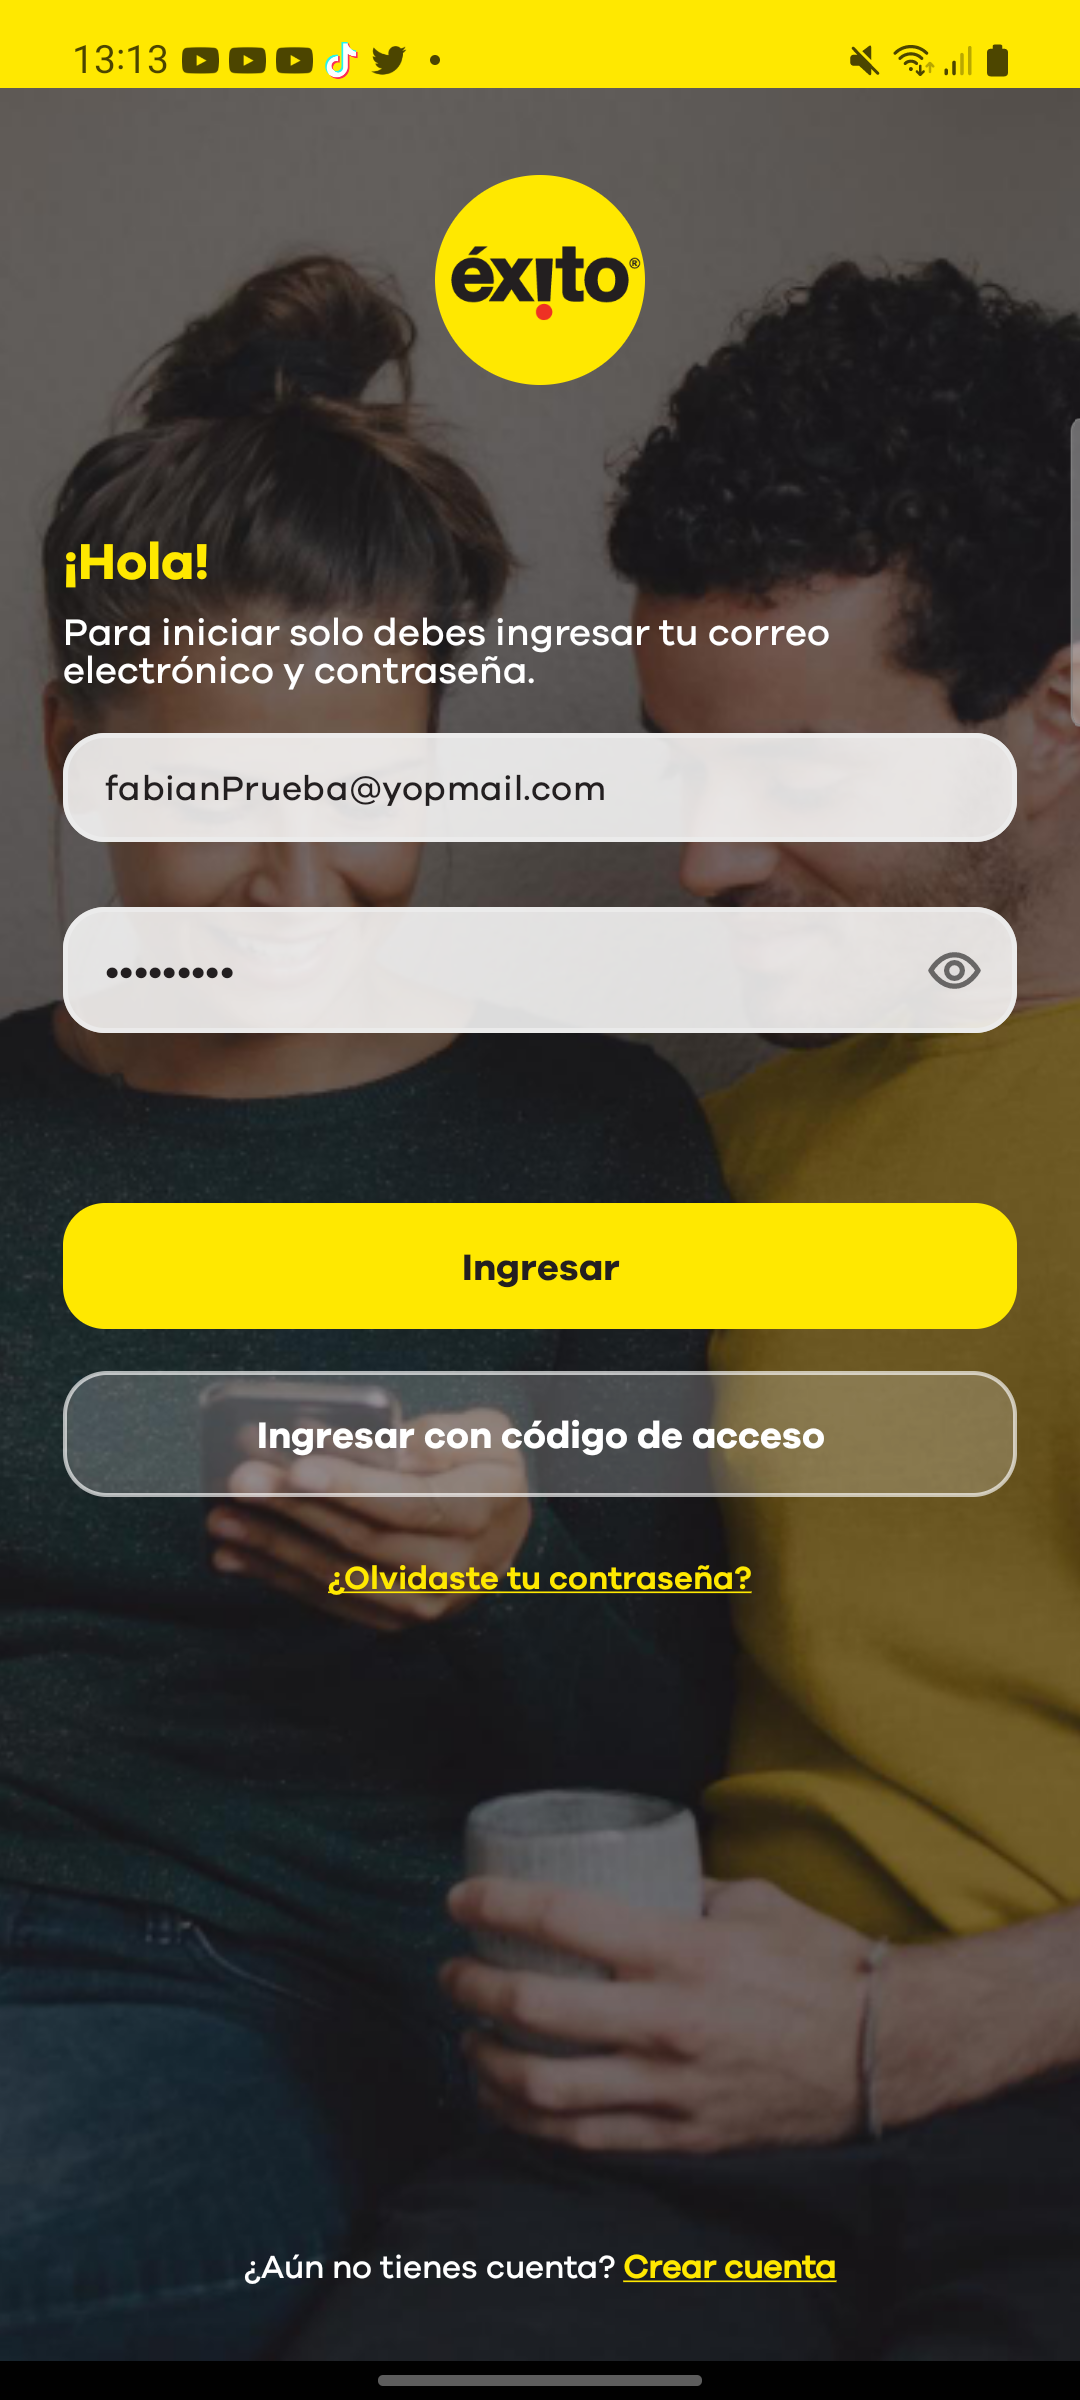 13:13
éxito®
¡Hola!
Para iniciar solo debes ingresar tu correo
electrónico y contraseña.
fabianPrueba@yopmail.com
•••••••••
Ingresar
Ingresar con código de acceso
¿Olvidaste tu contraseña?
¿Aún no tienes cuenta? Crear cuenta